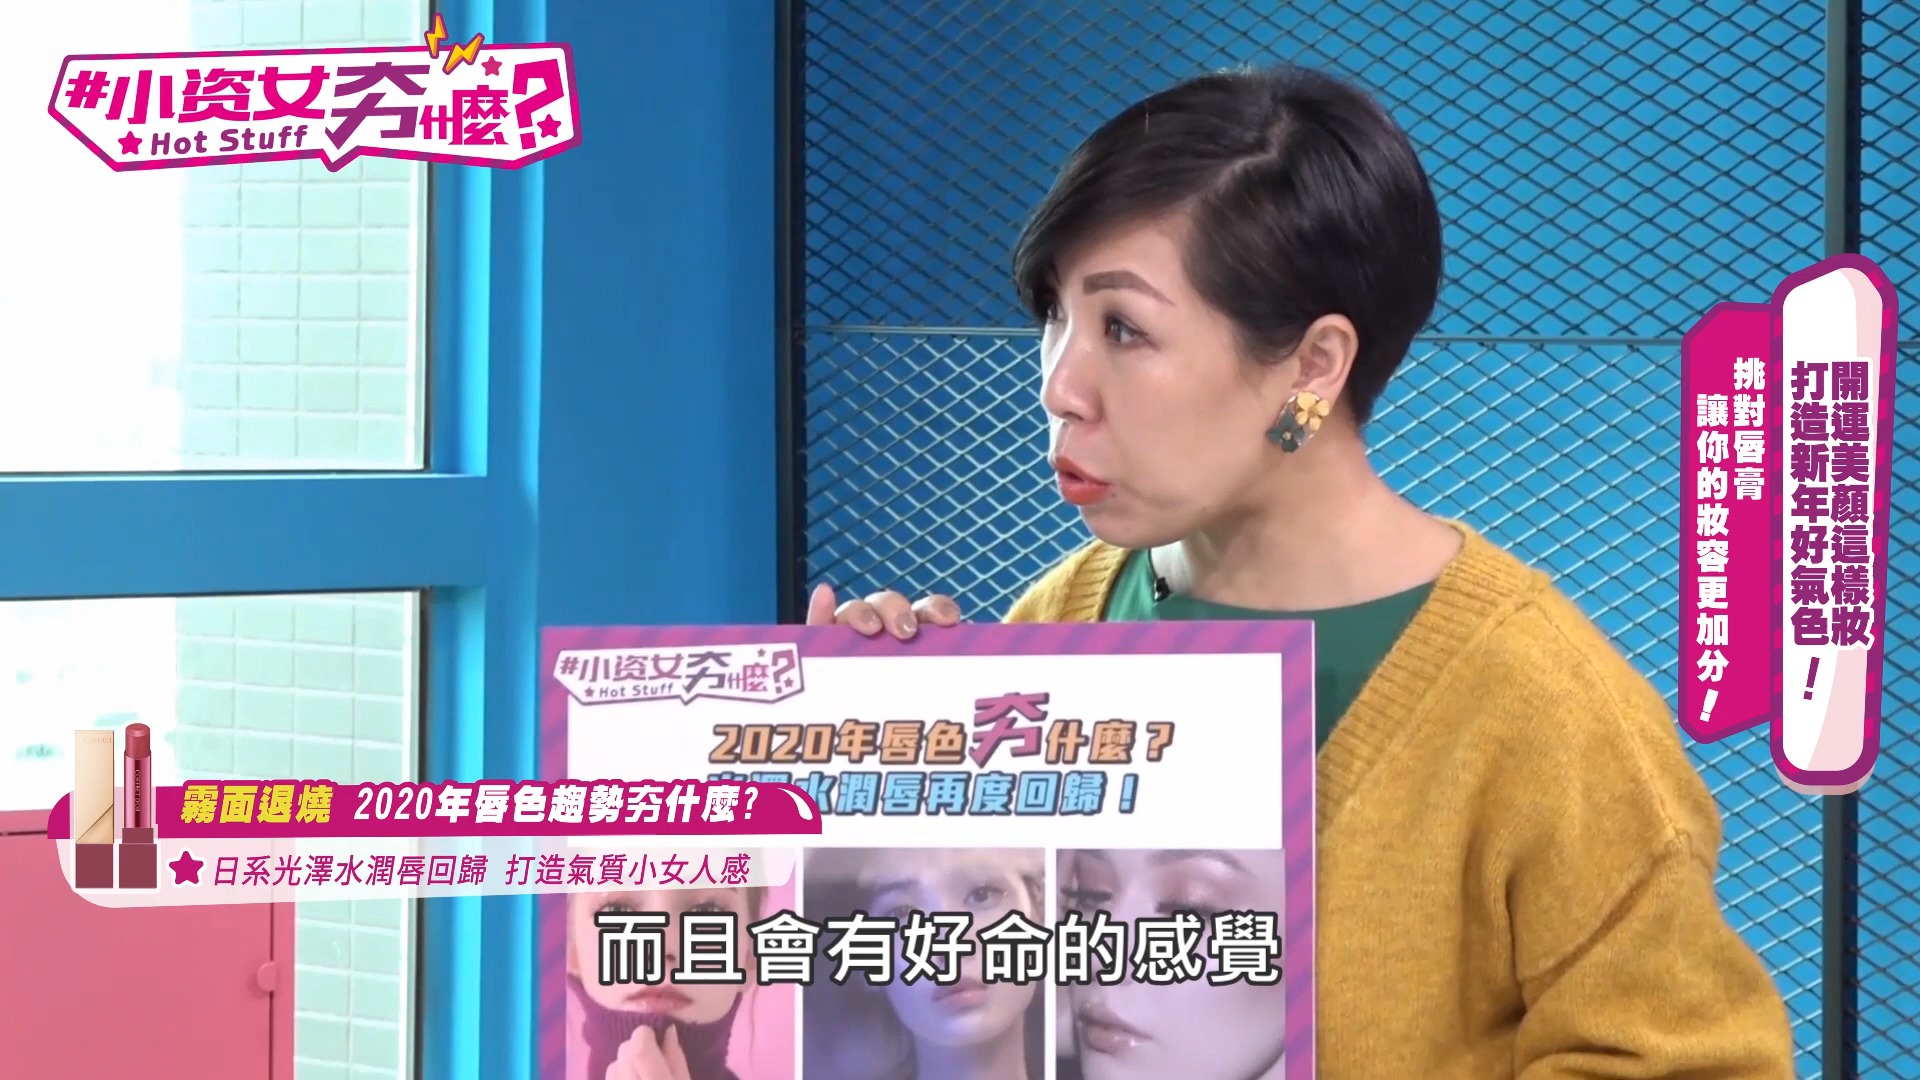 #小資女夯什麼?
Hot Stuff
開運美顏這樣妝
打造新年好氣色！
挑對唇膏
讓你的妝容更加分！
#小資女夯什麼?
Hot Stuff
2020年唇色夯什麼？
水潤唇再度回歸！
霧面退燒 2020年唇色趨勢夯什麼?
日系光澤水潤唇回歸 打造氣質小女人感
而且會有好命的感覺